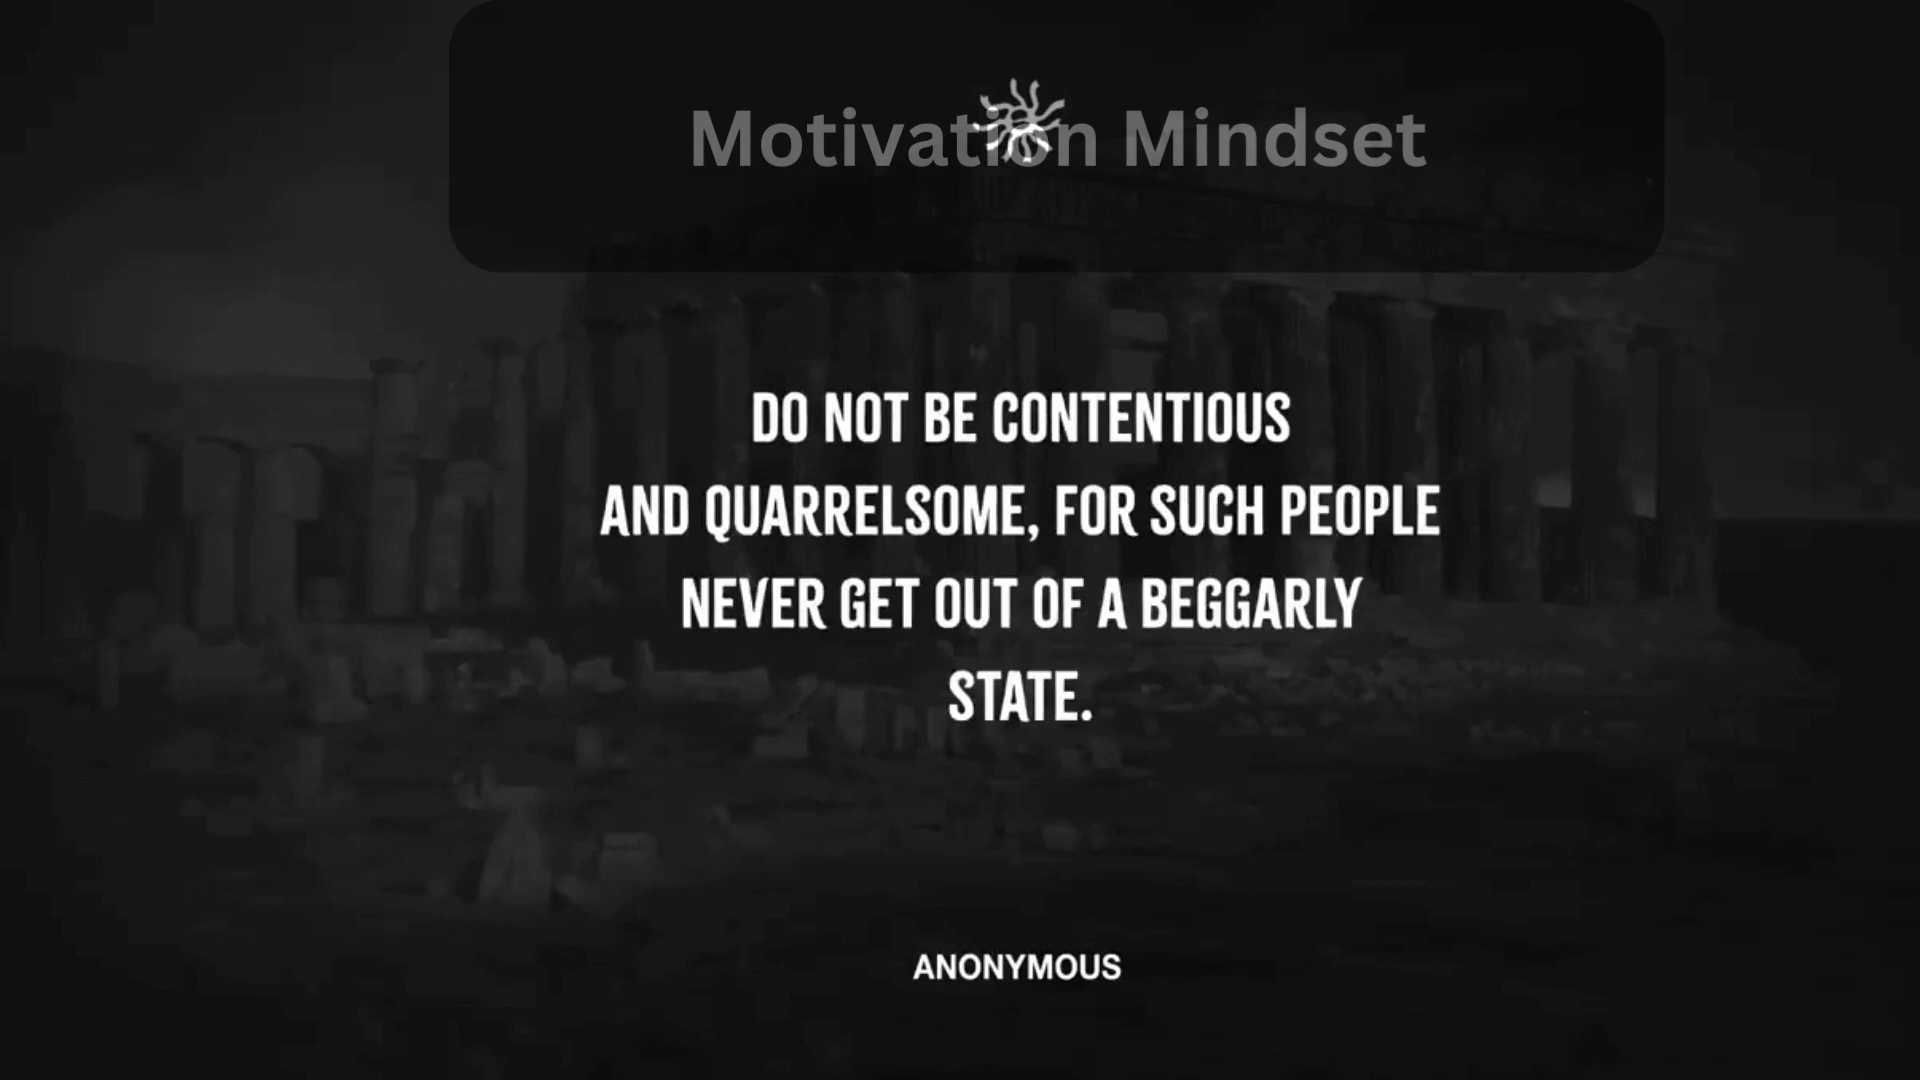 Motivation Mindset
DO NOT BE CONTENTIOUS
AND QUARRELSOME, FOR SUCH PEOPLE
NEVER GET OUT OF A BEGGARLY
STATE.
ANONYMOUS